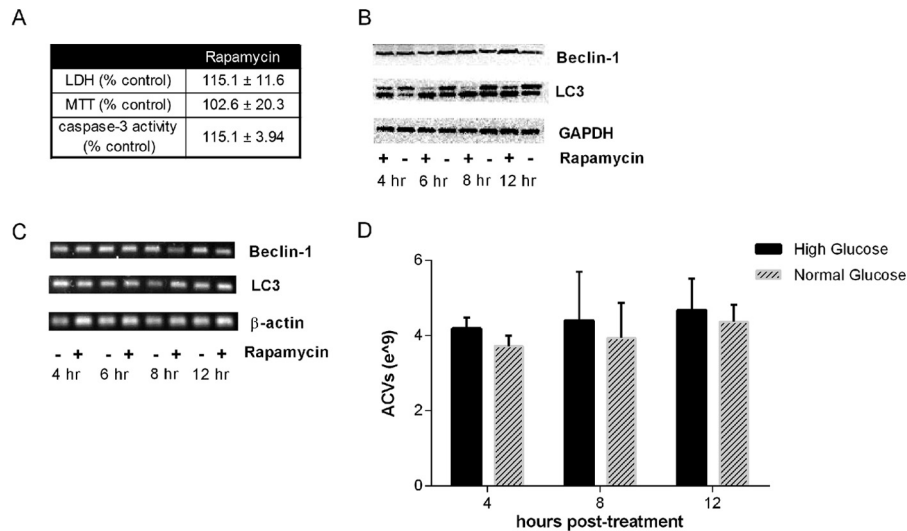 A
Rapamycin
LDH (% control) 115.1 ± 11.6
MTT (% control) 102.6 ± 20.3
caspase-3 activity
(% control) 115.1 ± 3.94
B
Beclin-1
LC3
GAPDH
+ - + - + - + - Rapamycin
4 hr 6 hr 8 hr 12 hr
C
Beclin-1
LC3
β-actin
- + - + - + - + Rapamycin
4 hr 6 hr 8 hr 12 hr
D
High Glucose
Normal Glucose
6
4
2
0
ACVs (e^9)
4 8 12
hours post-treatment